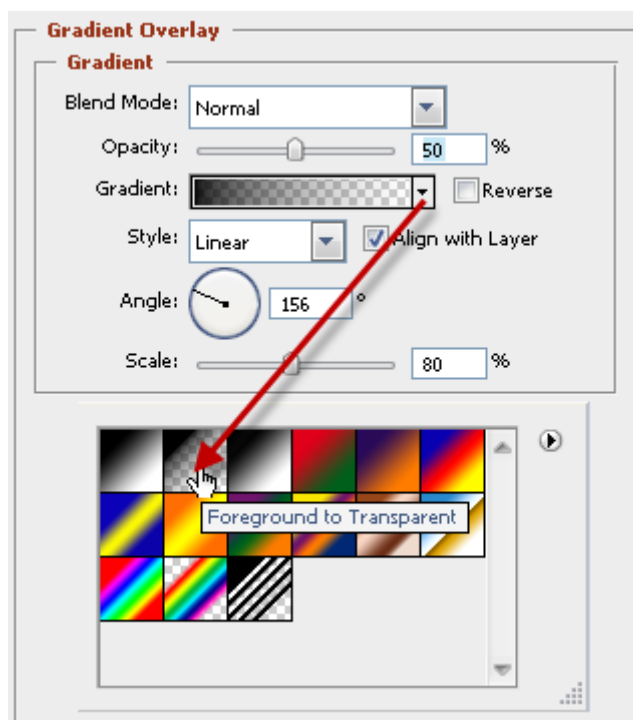 Gradient Overlay
Gradient
Blend Mode: Normal
Opacity: 50 %
Gradient: Reverse
Style: Linear Align with Layer
Angle: 156 °
Scale: 80 %
Foreground to Transparent